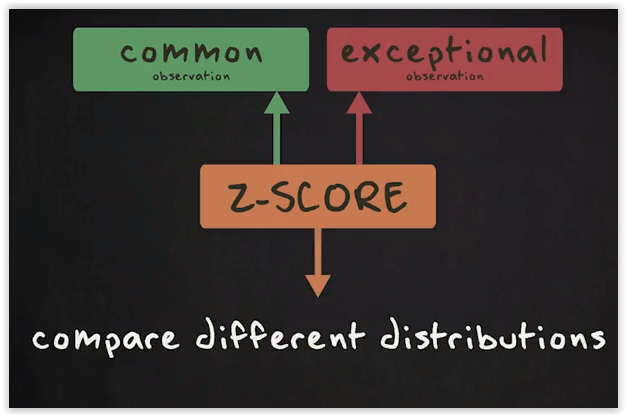 common
observation
exceptional
observation
Z-SCORE
compare different distributions